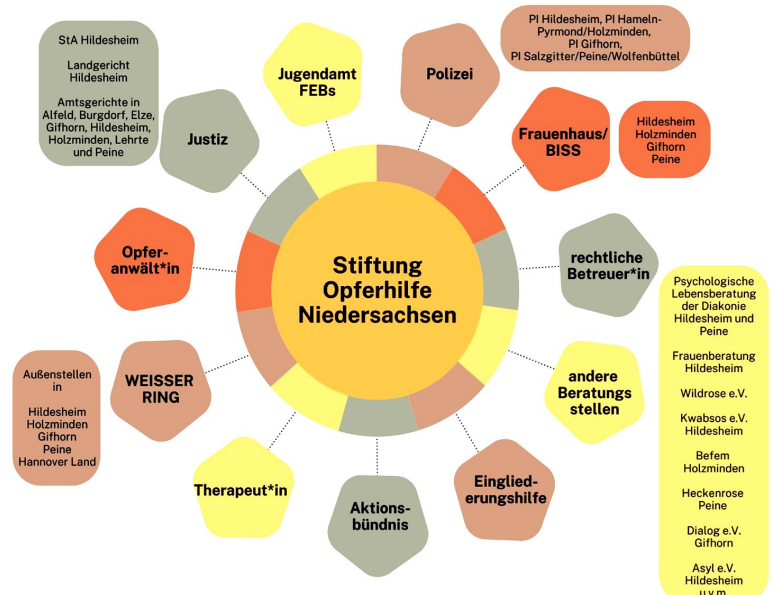 StA Hildesheim
Landgericht
Hildesheim
Amtsgerichte in
Alfeld, Burgdorf, Elze,
Gifhorn, Hildesheim,
Holzminden, Lehrte
und Peine
Justiz
Jugendamt
FEBs
Polizei
PI Hildesheim, PI Hameln-
Pyrmond/Holzminden,
PI Gifhorn,
PI Salzgitter/Peine/Wolfenbüttel
Frauenhaus/
BISS
Hildesheim
Holzminden
Gifhorn
Peine
Opfer-
anwält*in
Stiftung
Opferhilfe
Niedersachsen
rechtliche
Betreuer*in
Psychologische
Lebensberatung
der Diakonie
Hildesheim und
Peine
Frauenberatung
Hildesheim
Wildrose e.V.
Kwabsos e.V.
Hildesheim
Befem
Holzminden
Heckenrose
Peine
Dialog e.V.
Gifhorn
Asyl e.V.
Hildesheim
u.v.m.
Außenstellen
in
Hildesheim
Holzminden
Gifhorn
Peine
Hannover Land
WEISSER
RING
andere
Beratungs
stellen
Therapeut*in
Aktions-
bündnis
Einglied-
erungshilfe